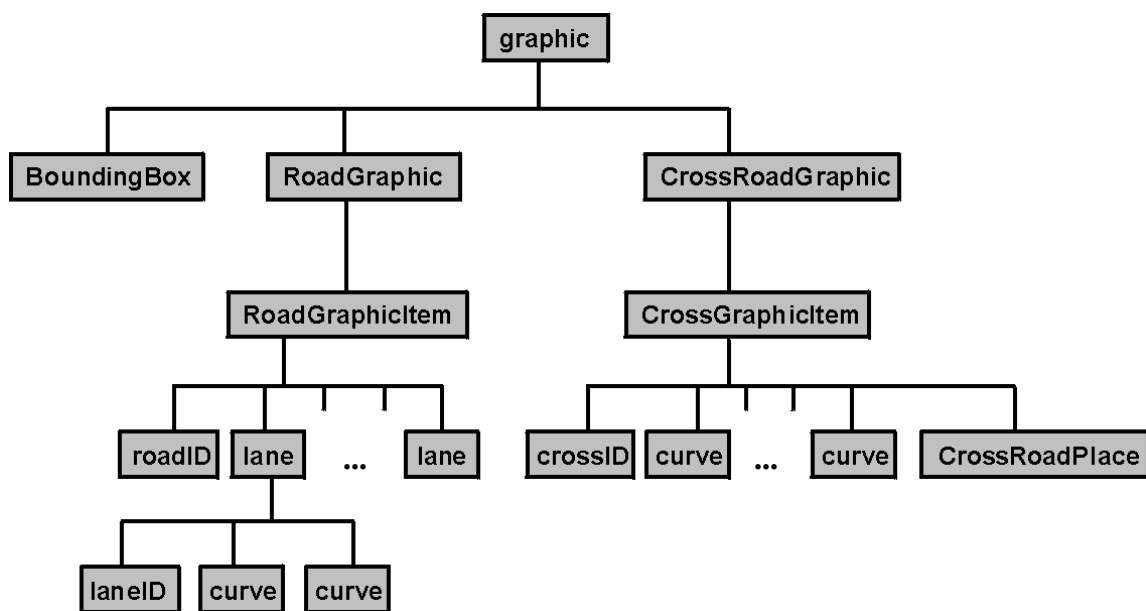 graphic
BoundingBox RoadGraphic CrossRoadGraphic
RoadGraphicItem CrossGraphicItem
roadID lane ... lane crossID curve ... curve CrossRoadPlace
laneID curve curve